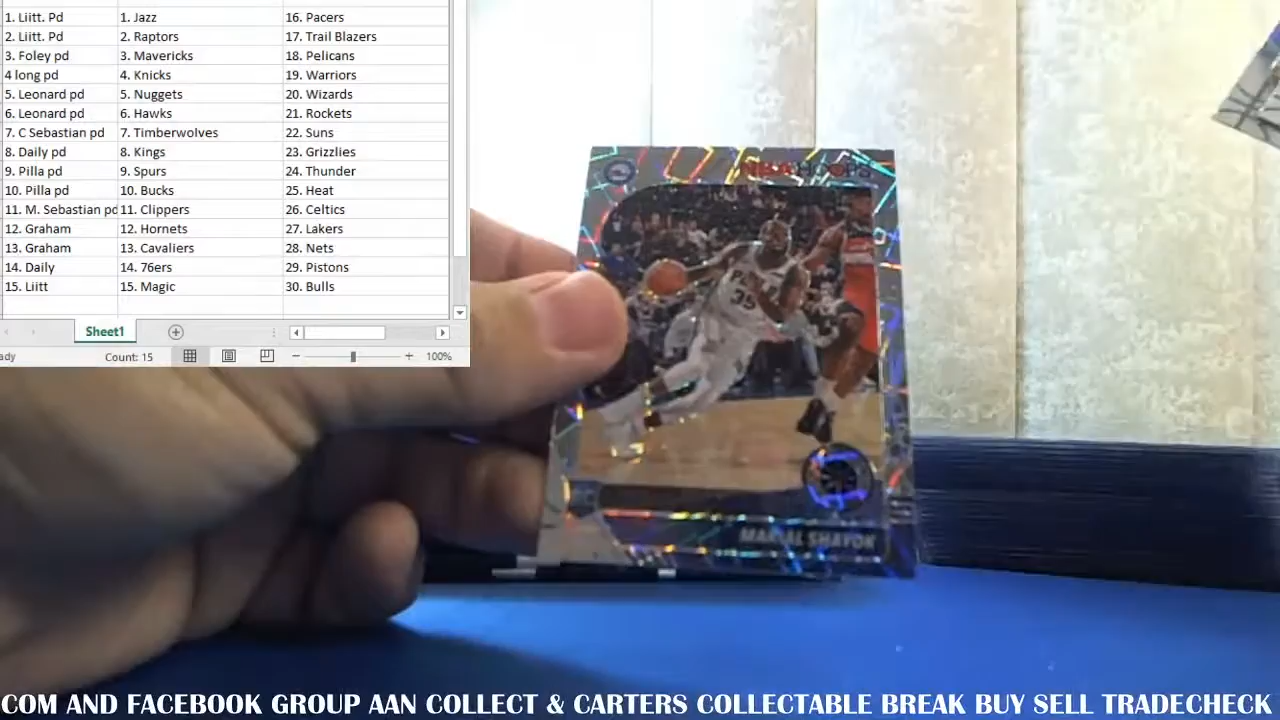 1. Liitt. Pd 1. Jazz 16. Pacers
2. Liitt. Pd 2. Raptors 17. Trail Blazers
3. Foley pd 3. Mavericks 18. Pelicans
4 long pd 4. Knicks 19. Warriors
5. Leonard pd 5. Nuggets 20. Wizards
6. Leonard pd 6. Hawks 21. Rockets
7. C Sebastian pd 7. Timberwolves 22. Suns
8. Daily pd 8. Kings 23. Grizzlies
9. Pilla pd 9. Spurs 24. Thunder
10. Pilla pd 10. Bucks 25. Heat
11. M. Sebastian pd 11. Clippers 26. Celtics
12. Graham 12. Hornets 27. Lakers
13. Graham 13. Cavaliers 28. Nets
14. Daily 14. 76ers 29. Pistons
15. Liitt 15. Magic 30. Bulls
Sheet1
ady Count: 15 100%
NBA HOOPS
35
MARIAL SHAYOK
COM AND FACEBOOK GROUP AAN COLLECT & CARTERS COLLECTABLE BREAK BUY SELL TRADECHECK